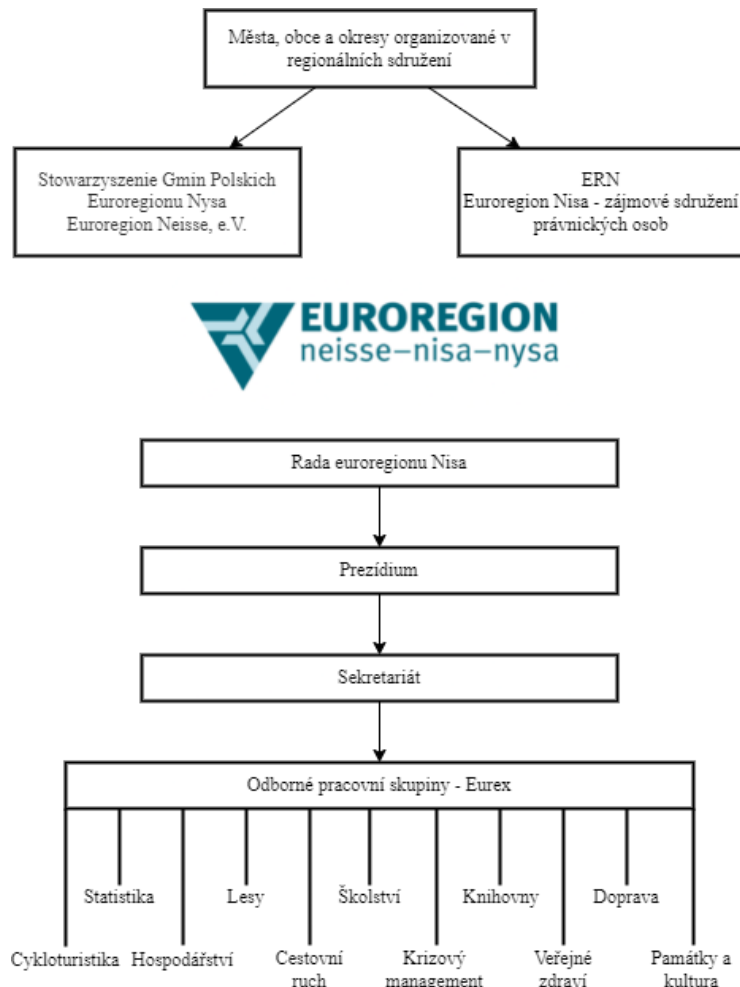 Města, obce a okresy organizované v
regionálních sdružení
Stowarzyszenie Gmin Polskich
Euroregionu Nysa
Euroregion Neisse, e.V.
ERN
Euroregion Nisa - zájmové sdružení
právnických osob
EUROREGION
neisse–nisa–nysa
Rada euroregionu Nisa
Prezídium
Sekretariát
Odborné pracovní skupiny - Eurex
Statistika
Lesy
Školství
Knihovny
Doprava
Cykloturistika
Hospodářství
Cestovní
ruch
Krizový
management
Veřejné
zdraví
Památky a
kultura